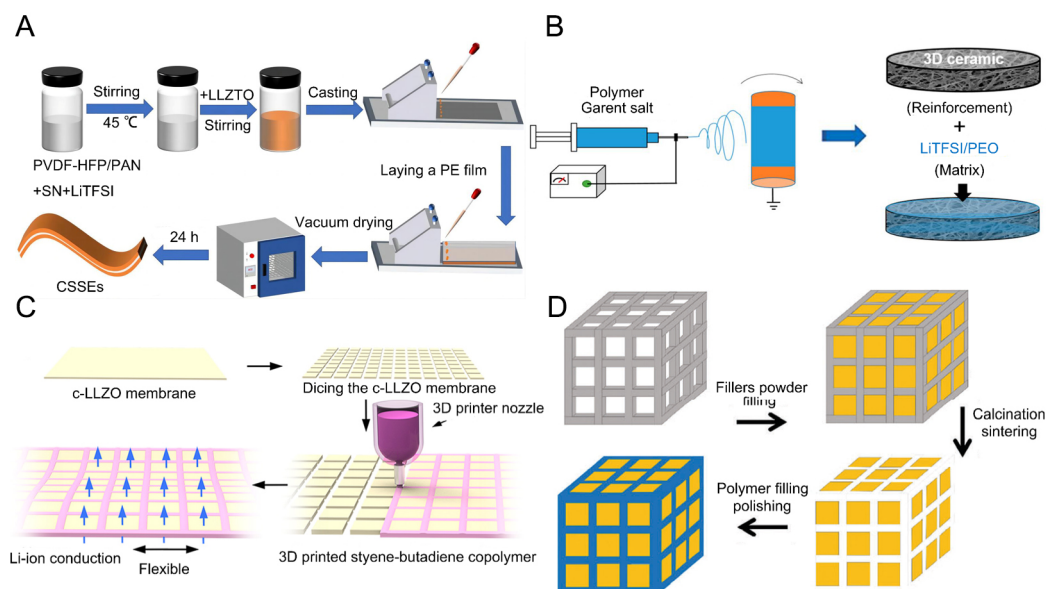 A
Stirring
45 ℃
+LLZTO
Stirring
Casting
PVDF-HFP/PAN
+SN+LiTFSI
Laying a PE film
Vacuum drying
24 h
CSSEs
B
Polymer
Garent salt
3D ceramic
(Reinforcement)
+
LiTFSI/PEO
(Matrix)
C
c-LLZO membrane
Dicing the c-LLZO membrane
3D printer nozzle
Li-ion conduction
Flexible
3D printed styene-butadiene copolymer
D
Fillers powder
filling
Calcination
sintering
Polymer filling
polishing